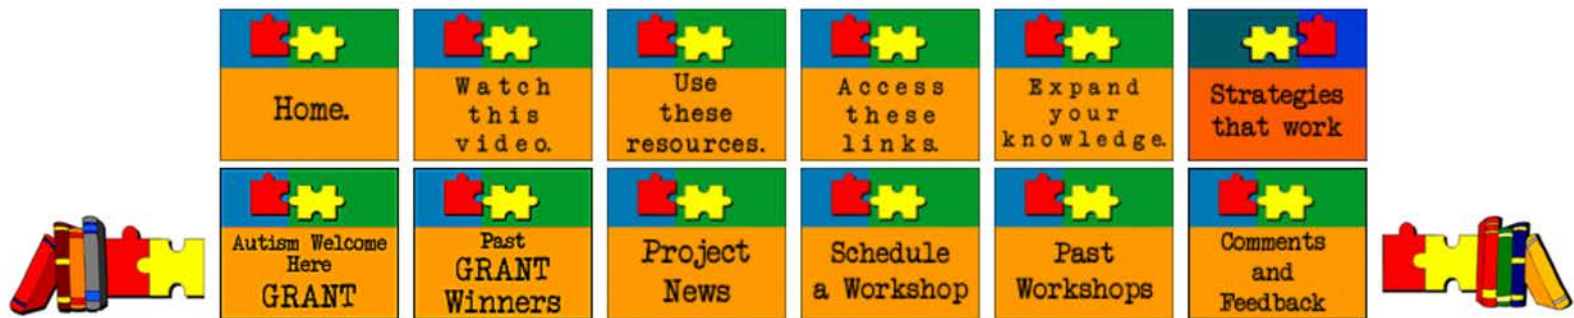 Home.
Watch
this
video.
Use
these
resources.
Access
these
links.
Expand
your
knowledge.
Strategies
that work
Autism Welcome
Here
GRANT
Past
GRANT
Winners
Project
News
Schedule
a Workshop
Past
Workshops
Comments
and
Feedback